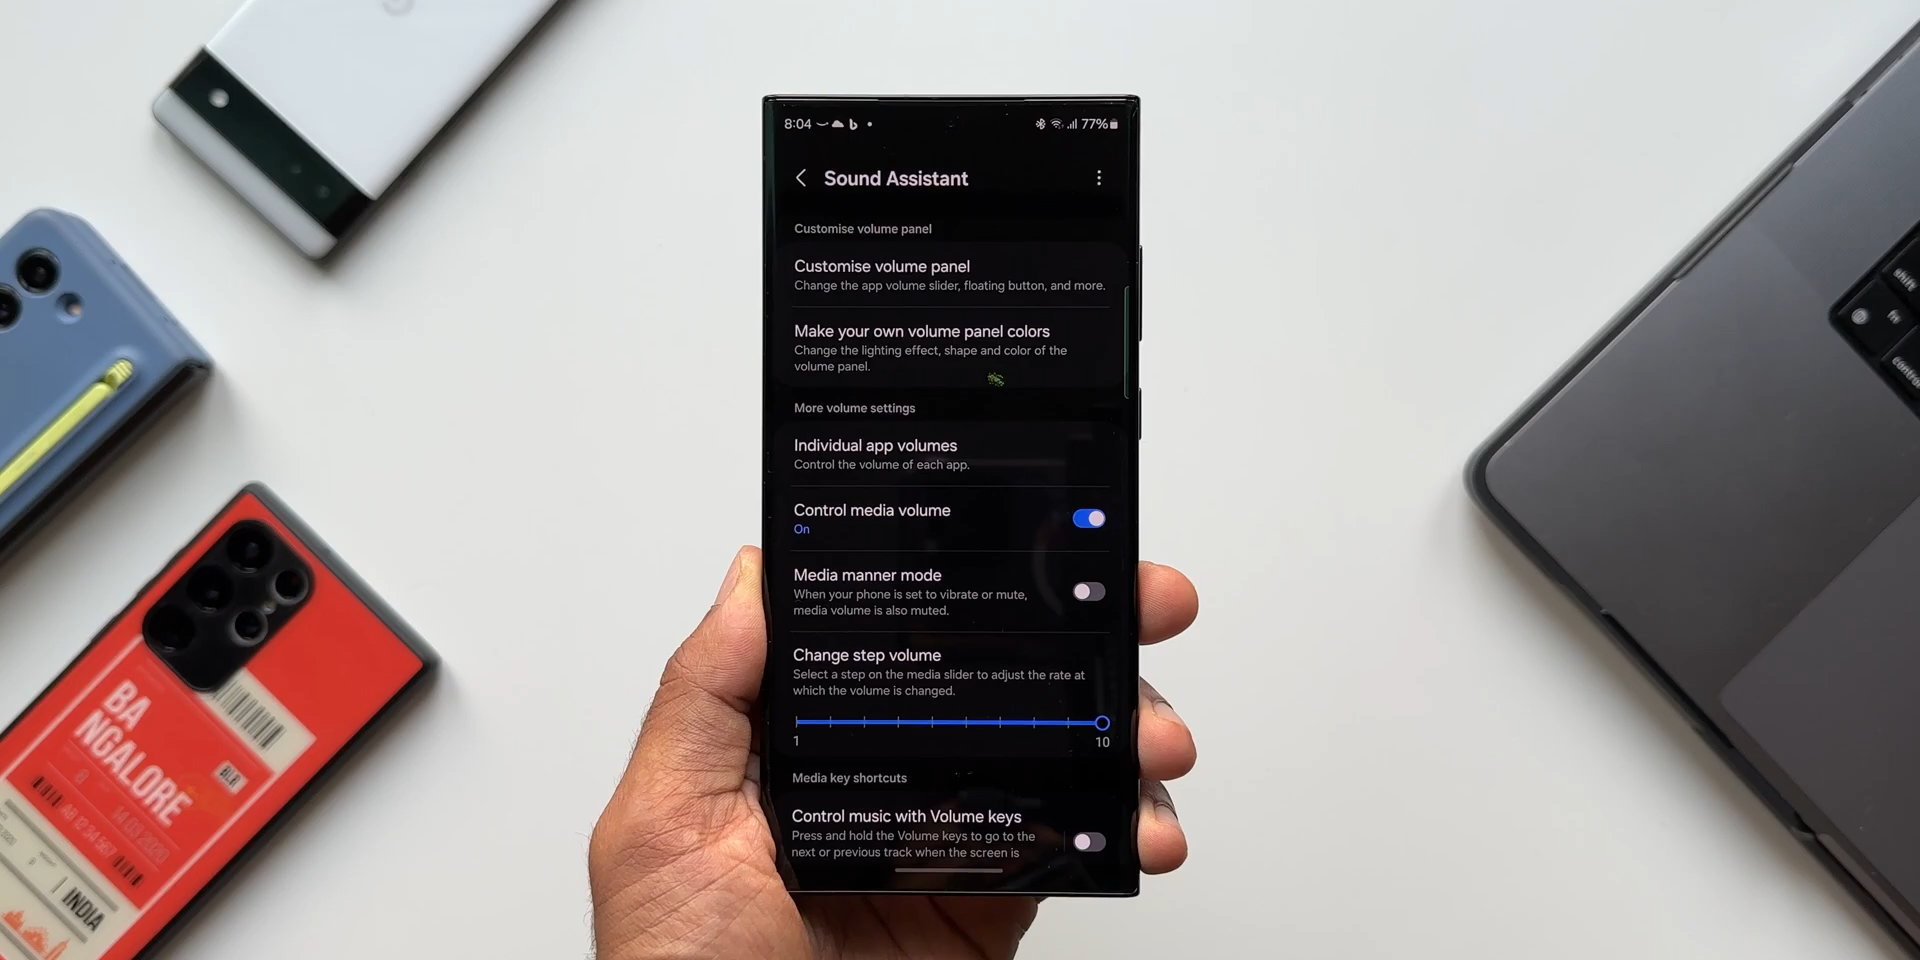 8:04
77%
Sound Assistant
Customise volume panel
Customise volume panel
Change the app volume slider, floating button, and more.
Make your own volume panel colors
Change the lighting effect, shape and color of the
volume panel.
More volume settings
Individual app volumes
Control the volume of each app.
Control media volume
On
Media manner mode
When your phone is set to vibrate or mute,
media volume is also muted.
Change step volume
Select a step on the media slider to adjust the rate at
which the volume is changed.
1
10
Media key shortcuts
Control music with Volume keys
Press and hold the Volume keys to go to the
next or previous track when the screen is
BA
NGALORE
BLR
INDIA
shift
fn
control